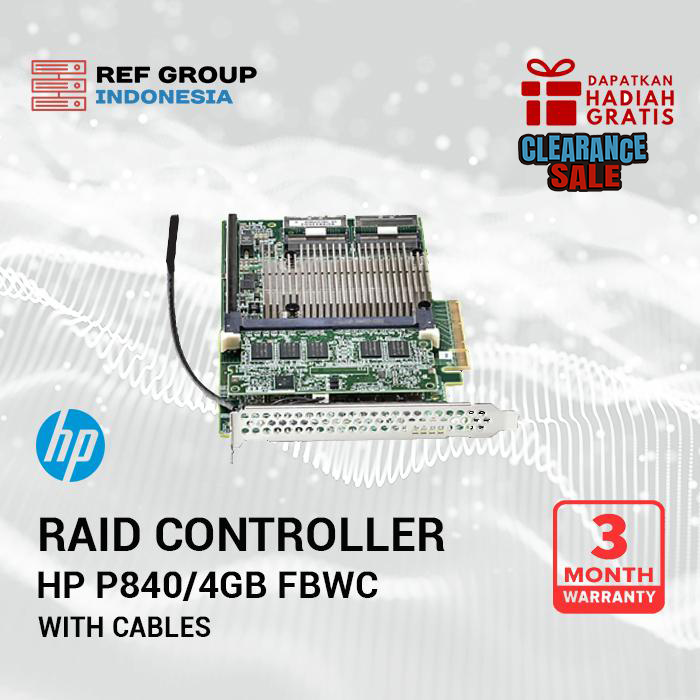 REF GROUP
INDONESIA
DAPATKAN
HADIAH
GRATIS
CLEARANCE
SALE
hp
RAID CONTROLLER
HP P840/4GB FBWC
WITH CABLES
3
MONTH
WARRANTY